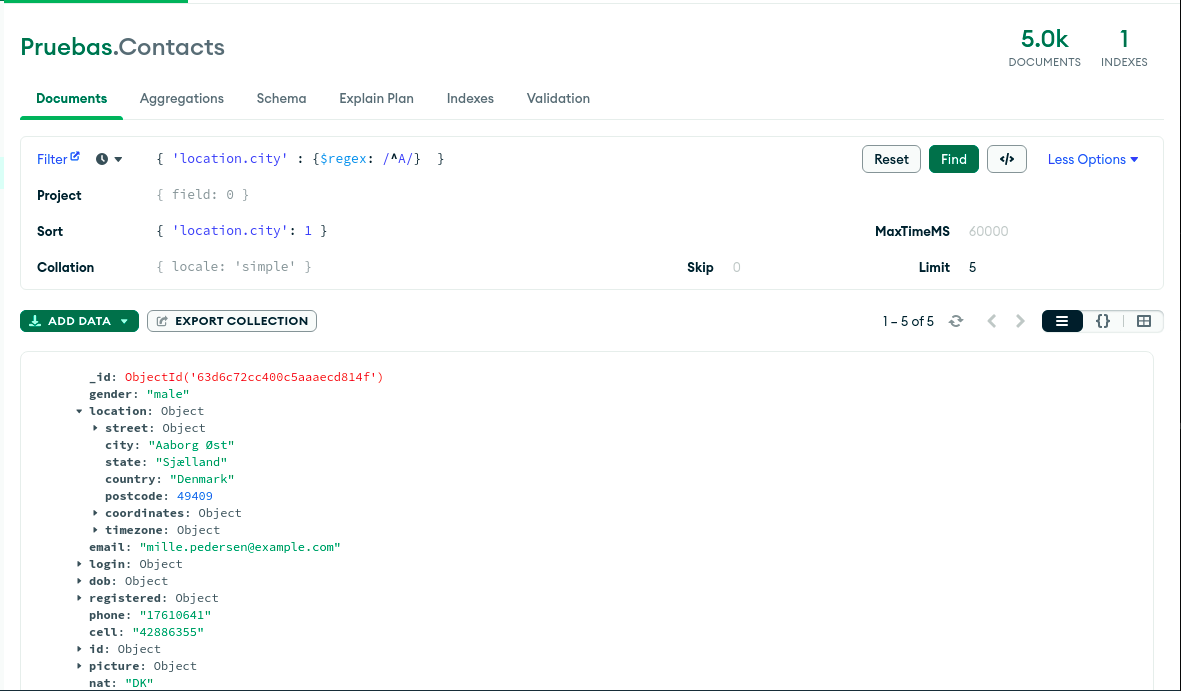 Pruebas.Contacts
5.0k
DOCUMENTS
1
INDEXES
Documents Aggregations Schema Explain Plan Indexes Validation
Filter { 'location.city' : {$regex: /^A/} } Reset Find </> Less Options
Project { field: 0 }
Sort { 'location.city': 1 } MaxTimeMS 60000
Collation { locale: 'simple' } Skip 0 Limit 5
ADD DATA EXPORT COLLECTION 1 – 5 of 5 {}
_id: ObjectId('63d6c72cc400c5aaaecd814f')
gender: "male"
location: Object
street: Object
city: "Aaborg Øst"
state: "Sjælland"
country: "Denmark"
postcode: 49409
coordinates: Object
timezone: Object
email: "mille.pedersen@example.com"
login: Object
dob: Object
registered: Object
phone: "17610641"
cell: "42886355"
id: Object
picture: Object
nat: "DK"